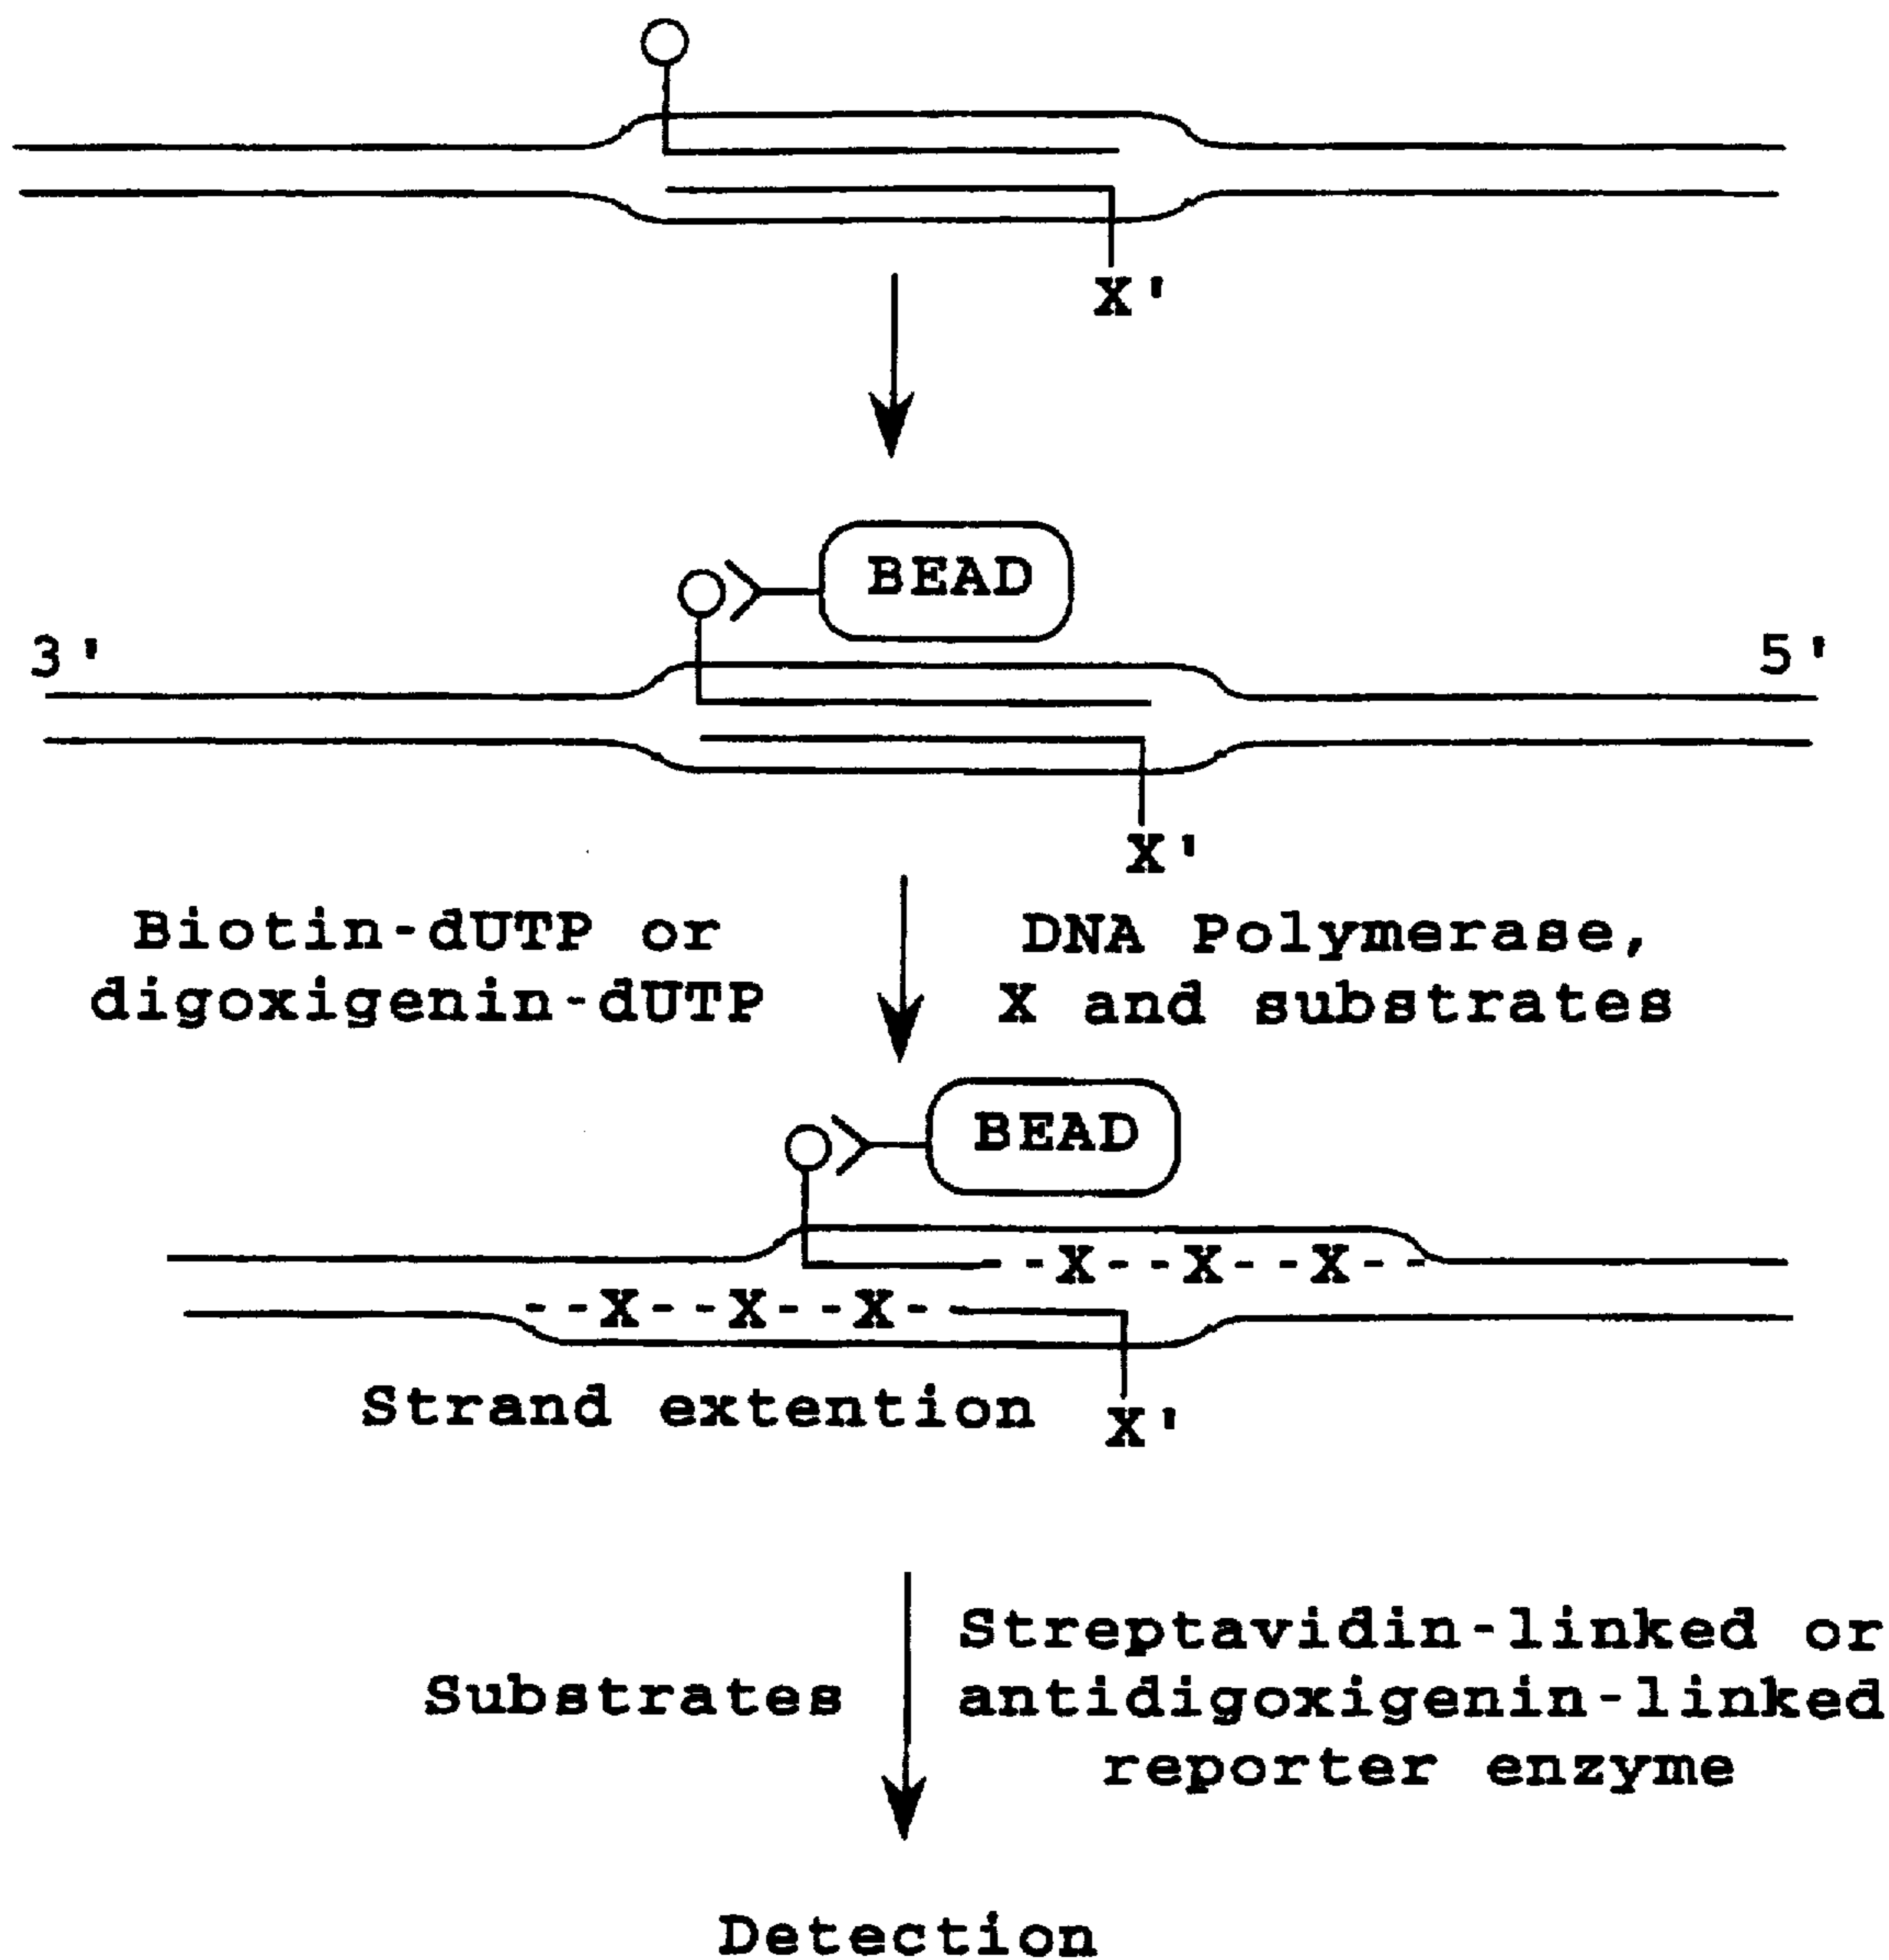 X'
BEAD
3'
5'
X'
Biotin-dUTP or
digoxigenin-dUTP
DNA Polymerase,
X and substrates
BEAD
--X--X--X--
--X--X--X--
Strand extention
X'
Substrates
Streptavidin-linked or
antidigoxigenin-linked
reporter enzyme
Detection